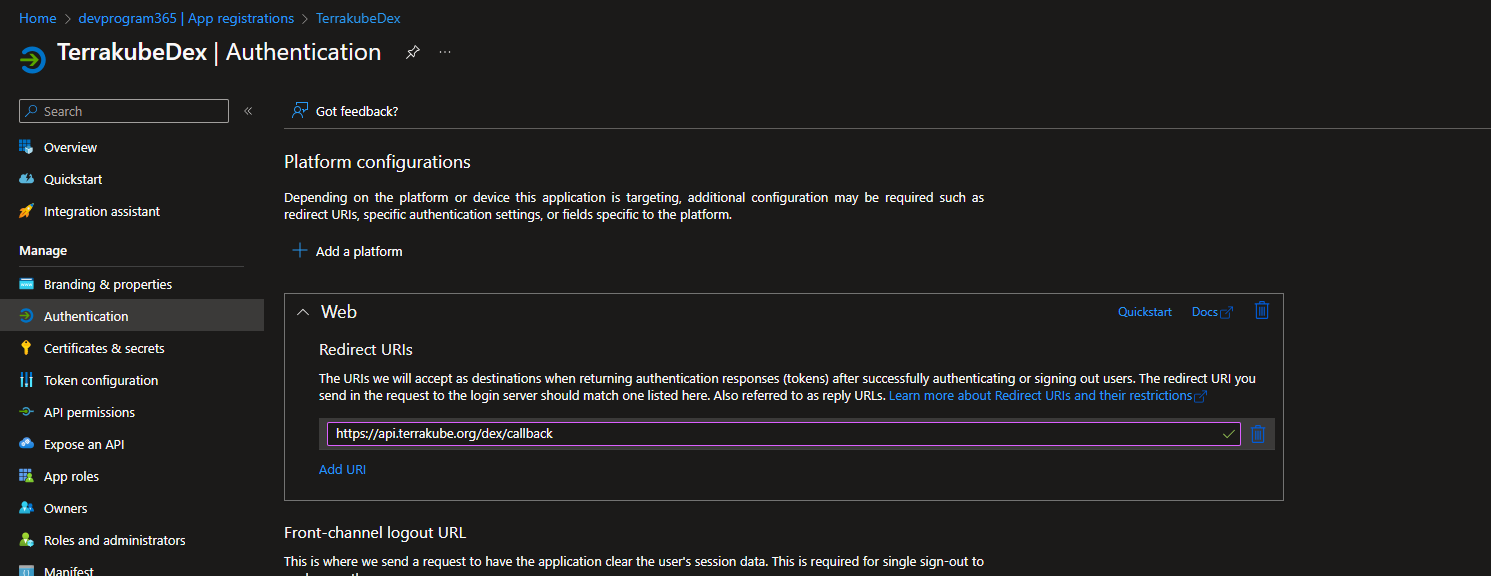 Home > devprogram365 | App registrations > TerrakubeDex
TerrakubeDex | Authentication
Search
«
Got feedback?
Overview
Quickstart
Integration assistant
Manage
Branding & properties
Authentication
Certificates & secrets
Token configuration
API permissions
Expose an API
App roles
Owners
Roles and administrators
Manifest
Platform configurations
Depending on the platform or device this application is targeting, additional configuration may be required such as
redirect URIs, specific authentication settings, or fields specific to the platform.
Add a platform
Web
Quickstart
Docs
Redirect URIs
The URIs we will accept as destinations when returning authentication responses (tokens) after successfully authenticating or signing out users. The redirect URI you
send in the request to the login server should match one listed here. Also referred to as reply URLs. Learn more about Redirect URIs and their restrictions
https://api.terrakube.org/dex/callback
Add URI
Front-channel logout URL
This is where we send a request to have the application clear the user's session data. This is required for single sign-out to